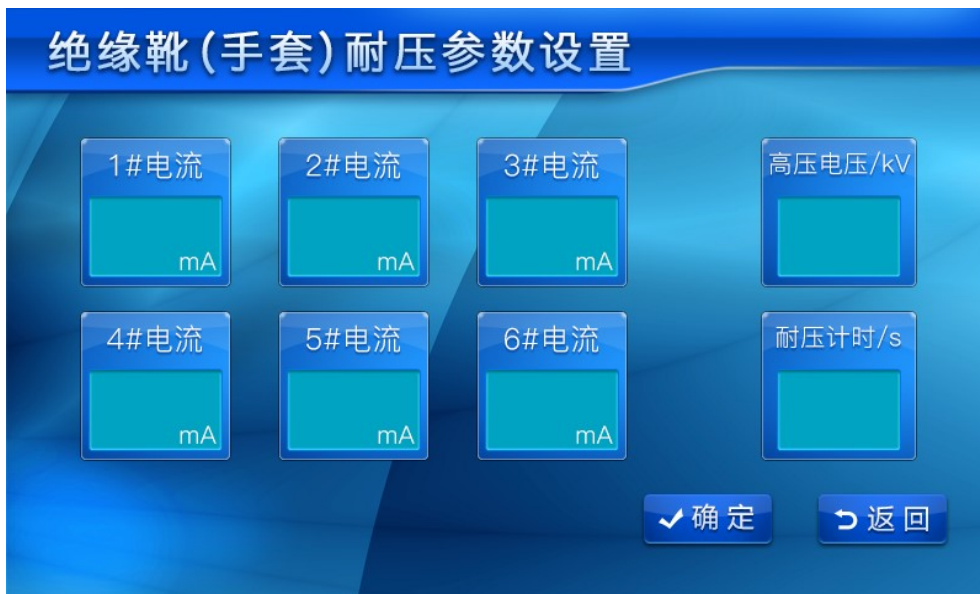 绝缘靴(手套)耐压参数设置
1#电流 2#电流 3#电流 高压电压/kV
mA mA mA
4#电流 5#电流 6#电流 耐压计时/s
mA mA mA
确定 返回